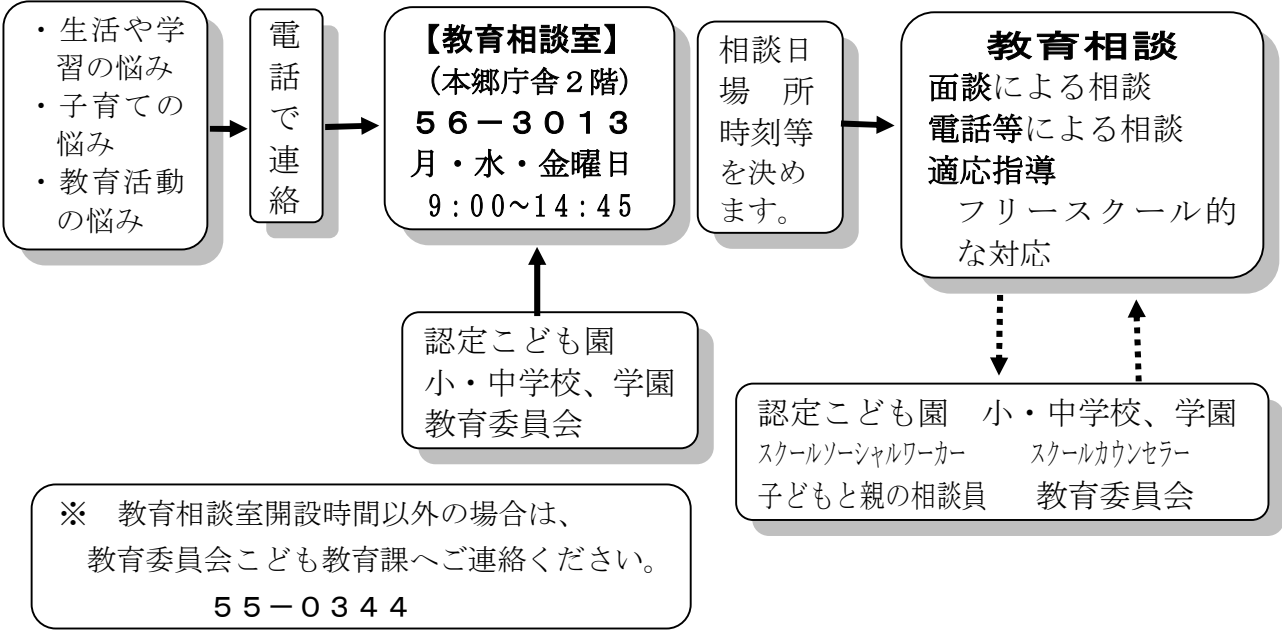 ・生活や学
習の悩み
・子育ての
悩み
・教育活動
の悩み
電話で連絡
【教育相談室】
(本郷庁舎２階)
５６－３０１３
月・水・金曜日
9:00~14:45
相談日
場　所
時刻等
を決め
ます。
教育相談
面談による相談
電話等による相談
適応指導
フリースクール的
な対応
認定こども園
小・中学校、学園
教育委員会
認定こども園　小・中学校、学園
スクールソーシャルワーカー　スクールカウンセラー
子どもと親の相談員　教育委員会
※　教育相談室開設時間以外の場合は、
教育委員会こども教育課へご連絡ください。
５５－０３４４